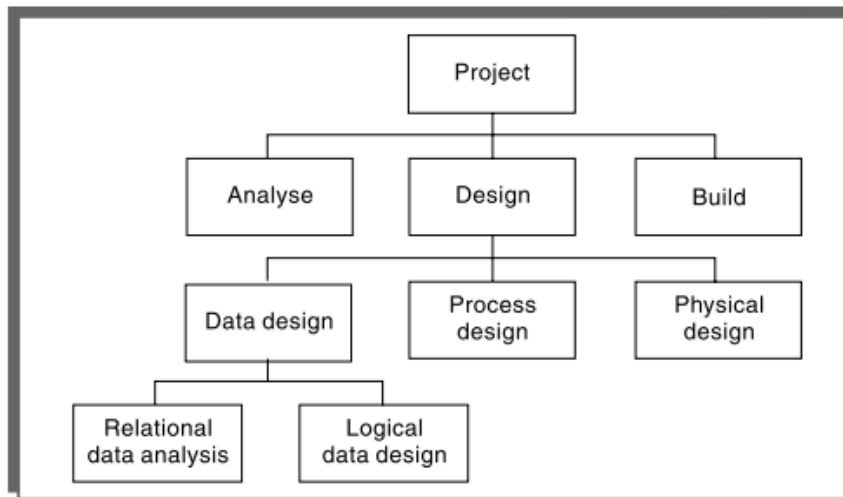 Project
Analyse
Design
Build
Data design
Process
design
Physical
design
Relational
data analysis
Logical
data design